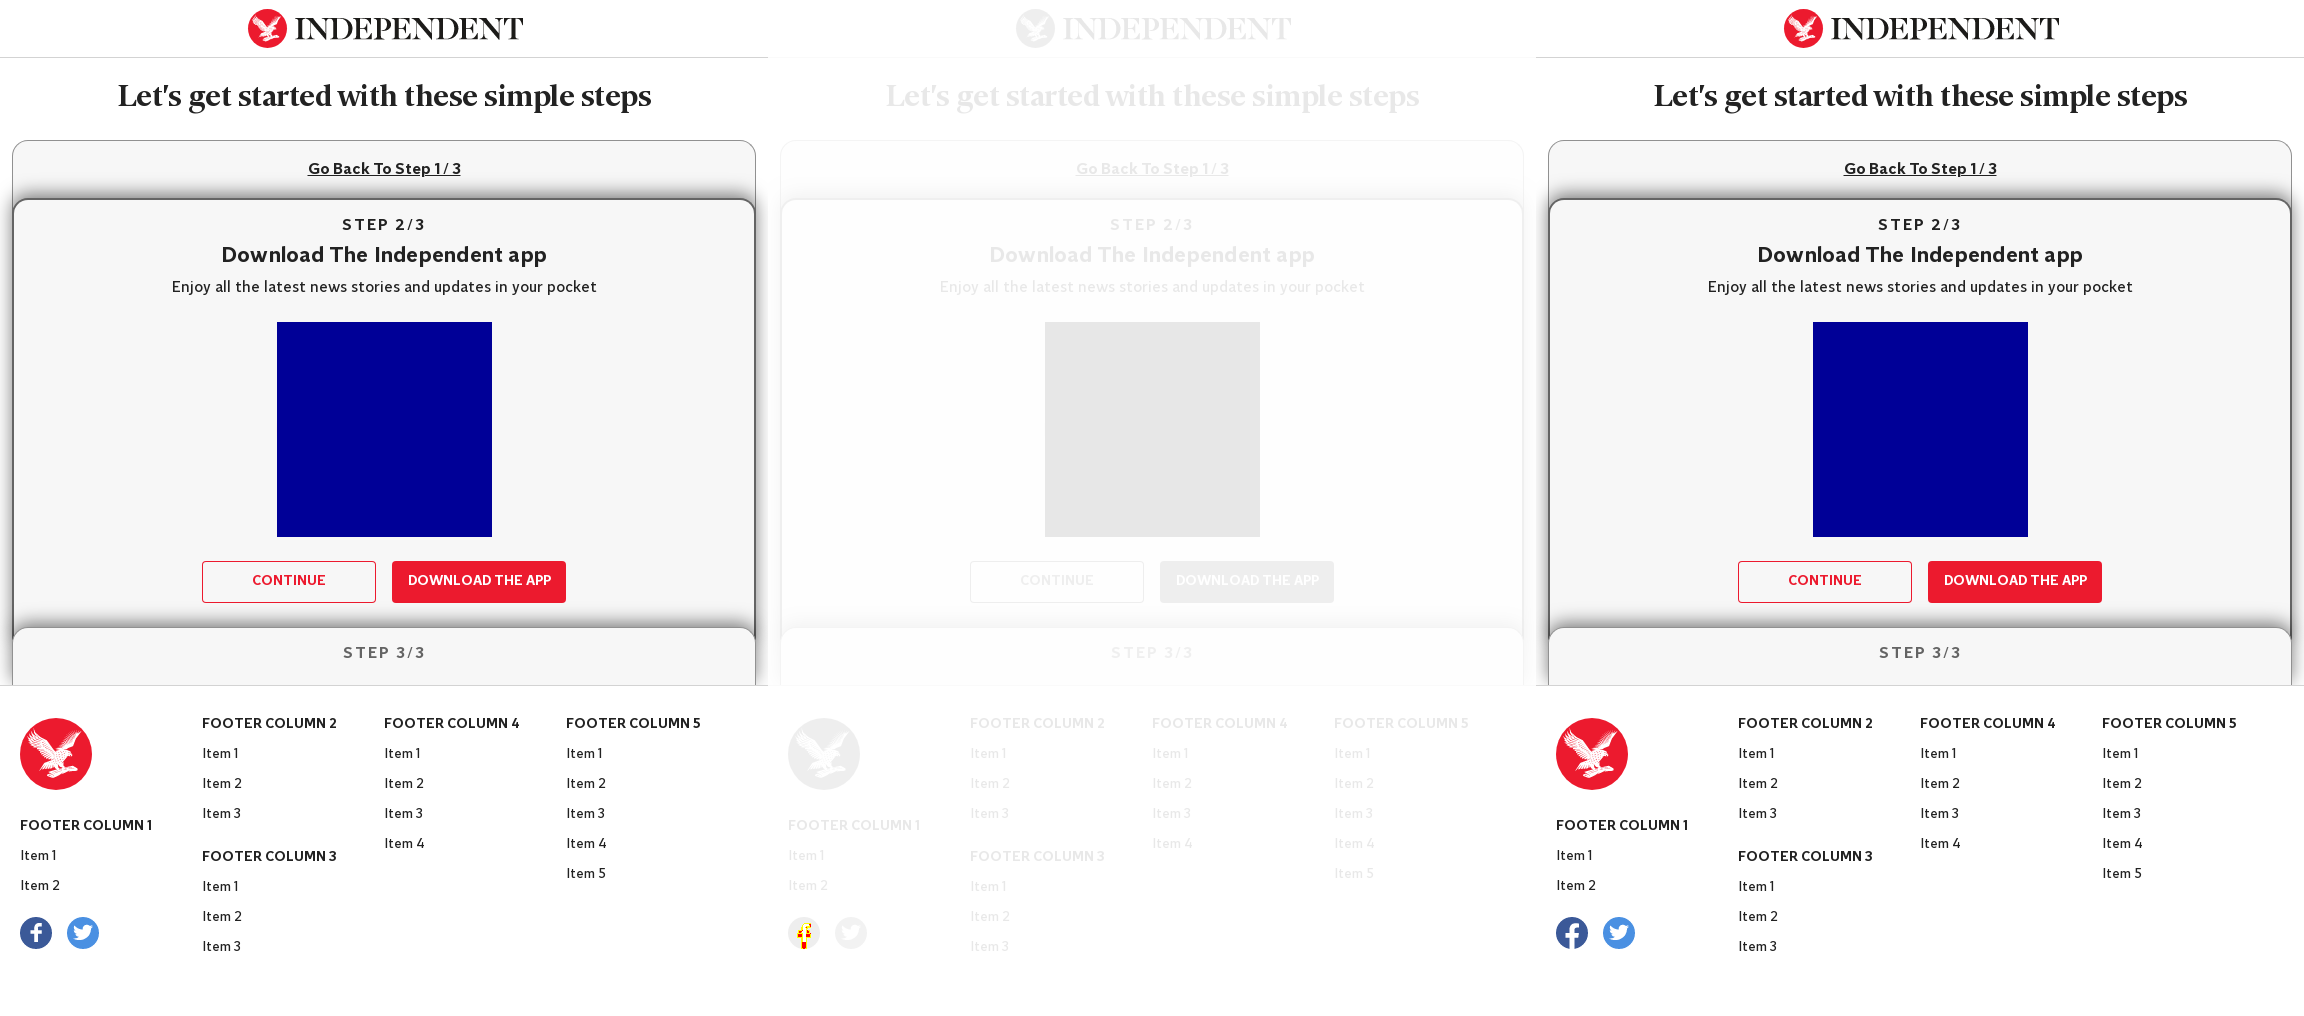 INDEPENDENT
Let's get started with these simple steps
Go Back To Step 1 / 3
STEP 2/3
Download The Independent app
Enjoy all the latest news stories and updates in your pocket
CONTINUE
DOWNLOAD THE APP
STEP 3/3
FOOTER COLUMN 1
Item 1
Item 2
FOOTER COLUMN 2
Item 1
Item 2
Item 3
FOOTER COLUMN 3
Item 1
Item 2
Item 3
FOOTER COLUMN 4
Item 1
Item 2
Item 3
Item 4
FOOTER COLUMN 5
Item 1
Item 2
Item 3
Item 4
Item 5
INDEPENDENT
Let's get started with these simple steps
Go Back To Step 1 / 3
STEP 2/3
Download The Independent app
Enjoy all the latest news stories and updates in your pocket
CONTINUE
DOWNLOAD THE APP
STEP 3/3
FOOTER COLUMN 1
Item 1
Item 2
FOOTER COLUMN 2
Item 1
Item 2
Item 3
FOOTER COLUMN 3
Item 1
Item 2
Item 3
FOOTER COLUMN 4
Item 1
Item 2
Item 3
Item 4
FOOTER COLUMN 5
Item 1
Item 2
Item 3
Item 4
Item 5
INDEPENDENT
Let's get started with these simple steps
Go Back To Step 1 / 3
STEP 2/3
Download The Independent app
Enjoy all the latest news stories and updates in your pocket
CONTINUE
DOWNLOAD THE APP
STEP 3/3
FOOTER COLUMN 1
Item 1
Item 2
FOOTER COLUMN 2
Item 1
Item 2
Item 3
FOOTER COLUMN 3
Item 1
Item 2
Item 3
FOOTER COLUMN 4
Item 1
Item 2
Item 3
Item 4
FOOTER COLUMN 5
Item 1
Item 2
Item 3
Item 4
Item 5